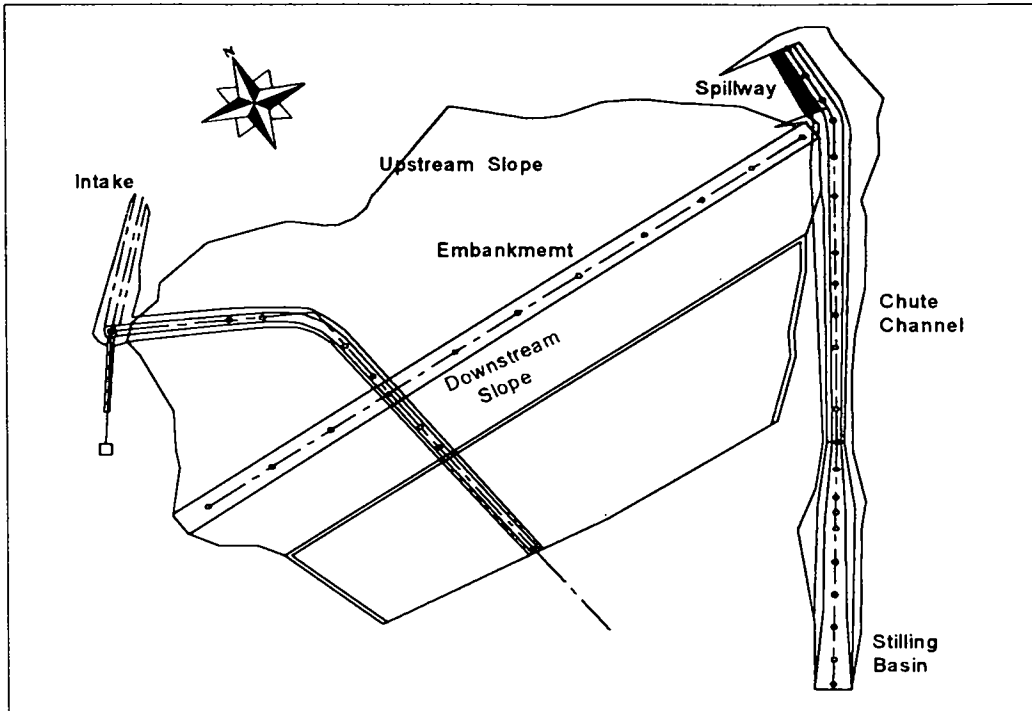 N
Spillway
Upstream Slope
Intake
Embankmemt
Chute
Channel
Downstream
Slope
Stilling
Basin